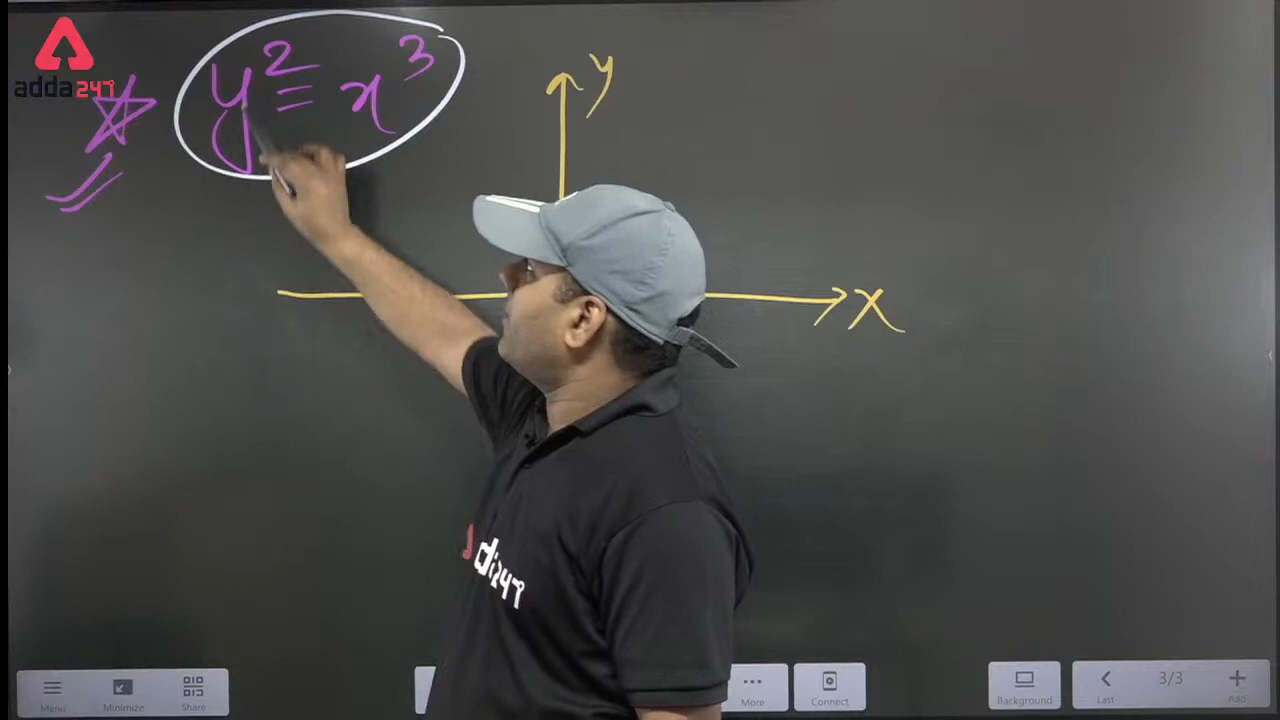 adda247
y² = x³
y
x
adda247
Menu
Minimize
Share
More
Connect
Background
Last
3/3
Add